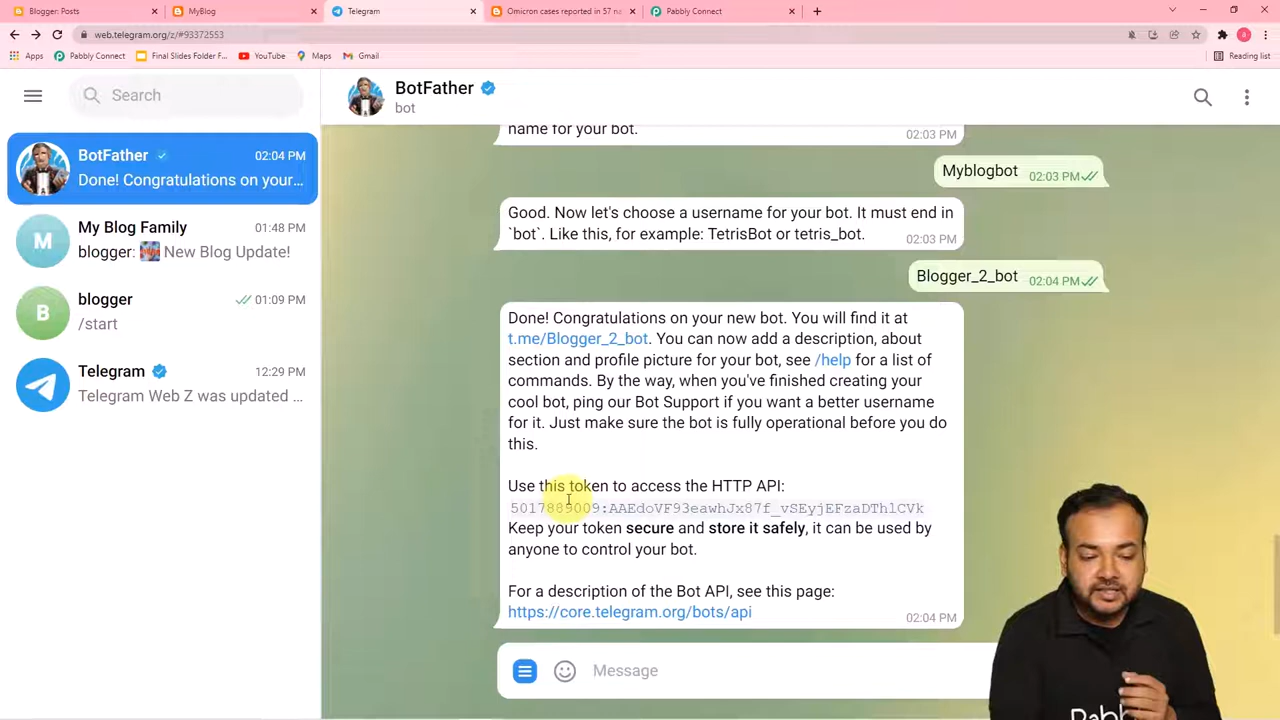 Blogger: Posts
MyBlog
Telegram
Omicron cases reported in 57 na
Pabbly Connect
web.telegram.org/z/#93372553
Apps
Pabbly Connect
Final Slides Folder F...
YouTube
Maps
Gmail
Reading list
Search
BotFather
bot
BotFather 02:04 PM
Done! Congratulations on your...
My Blog Family 01:48 PM
blogger: New Blog Update!
blogger 01:09 PM
/start
Telegram 12:29 PM
Telegram Web Z was updated ...
name for your bot.
02:03 PM
Myblogbot 02:03 PM
Good. Now let's choose a username for your bot. It must end in
`bot`. Like this, for example: TetrisBot or tetris_bot.
02:03 PM
Blogger_2_bot 02:04 PM
Done! Congratulations on your new bot. You will find it at
t.me/Blogger_2_bot. You can now add a description, about
section and profile picture for your bot, see /help for a list of
commands. By the way, when you've finished creating your
cool bot, ping our Bot Support if you want a better username
for it. Just make sure the bot is fully operational before you do
this.
Use this token to access the HTTP API:
5017889009:AAEdoVF93eawhJx87f_vSEyjEFzaDThlCVk
Keep your token secure and store it safely, it can be used by
anyone to control your bot.
For a description of the Bot API, see this page:
https://core.telegram.org/bots/api
02:04 PM
Message